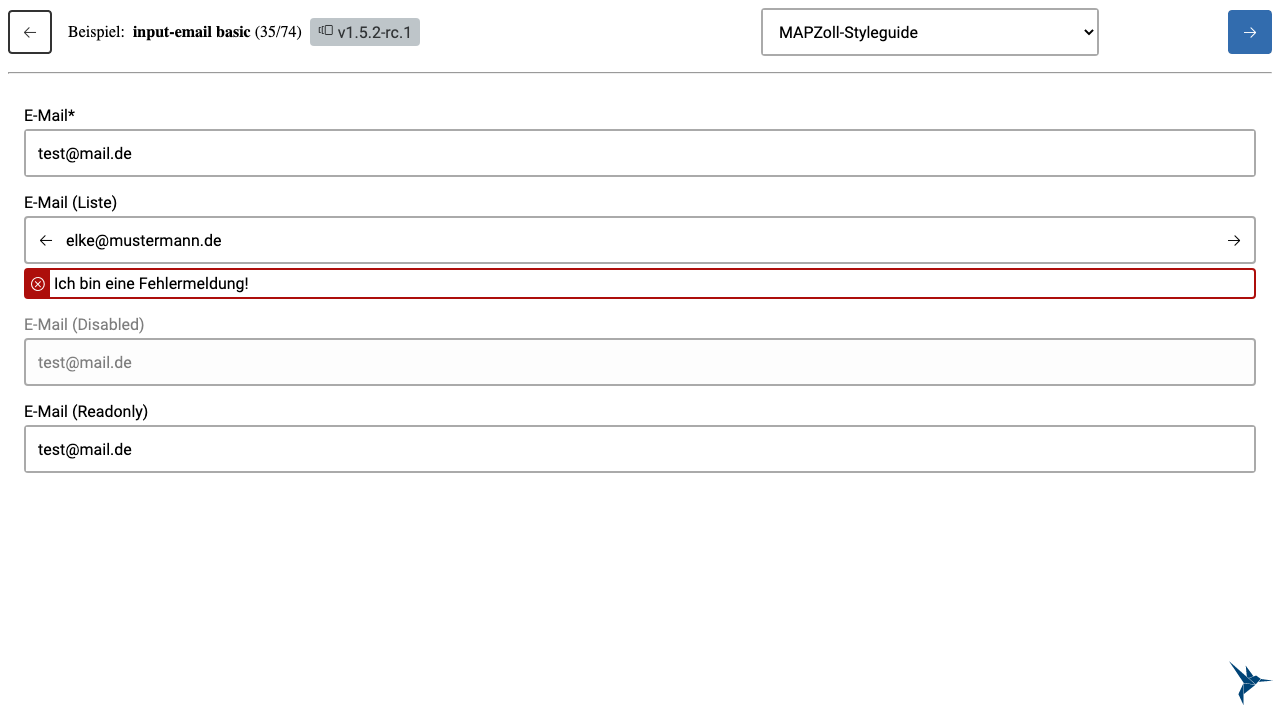 Beispiel: input-email basic (35/74) v1.5.2-rc.1 MAPZoll-Styleguide
E-Mail*
test@mail.de
E-Mail (Liste)
elke@mustermann.de
Ich bin eine Fehlermeldung!
E-Mail (Disabled)
test@mail.de
E-Mail (Readonly)
test@mail.de